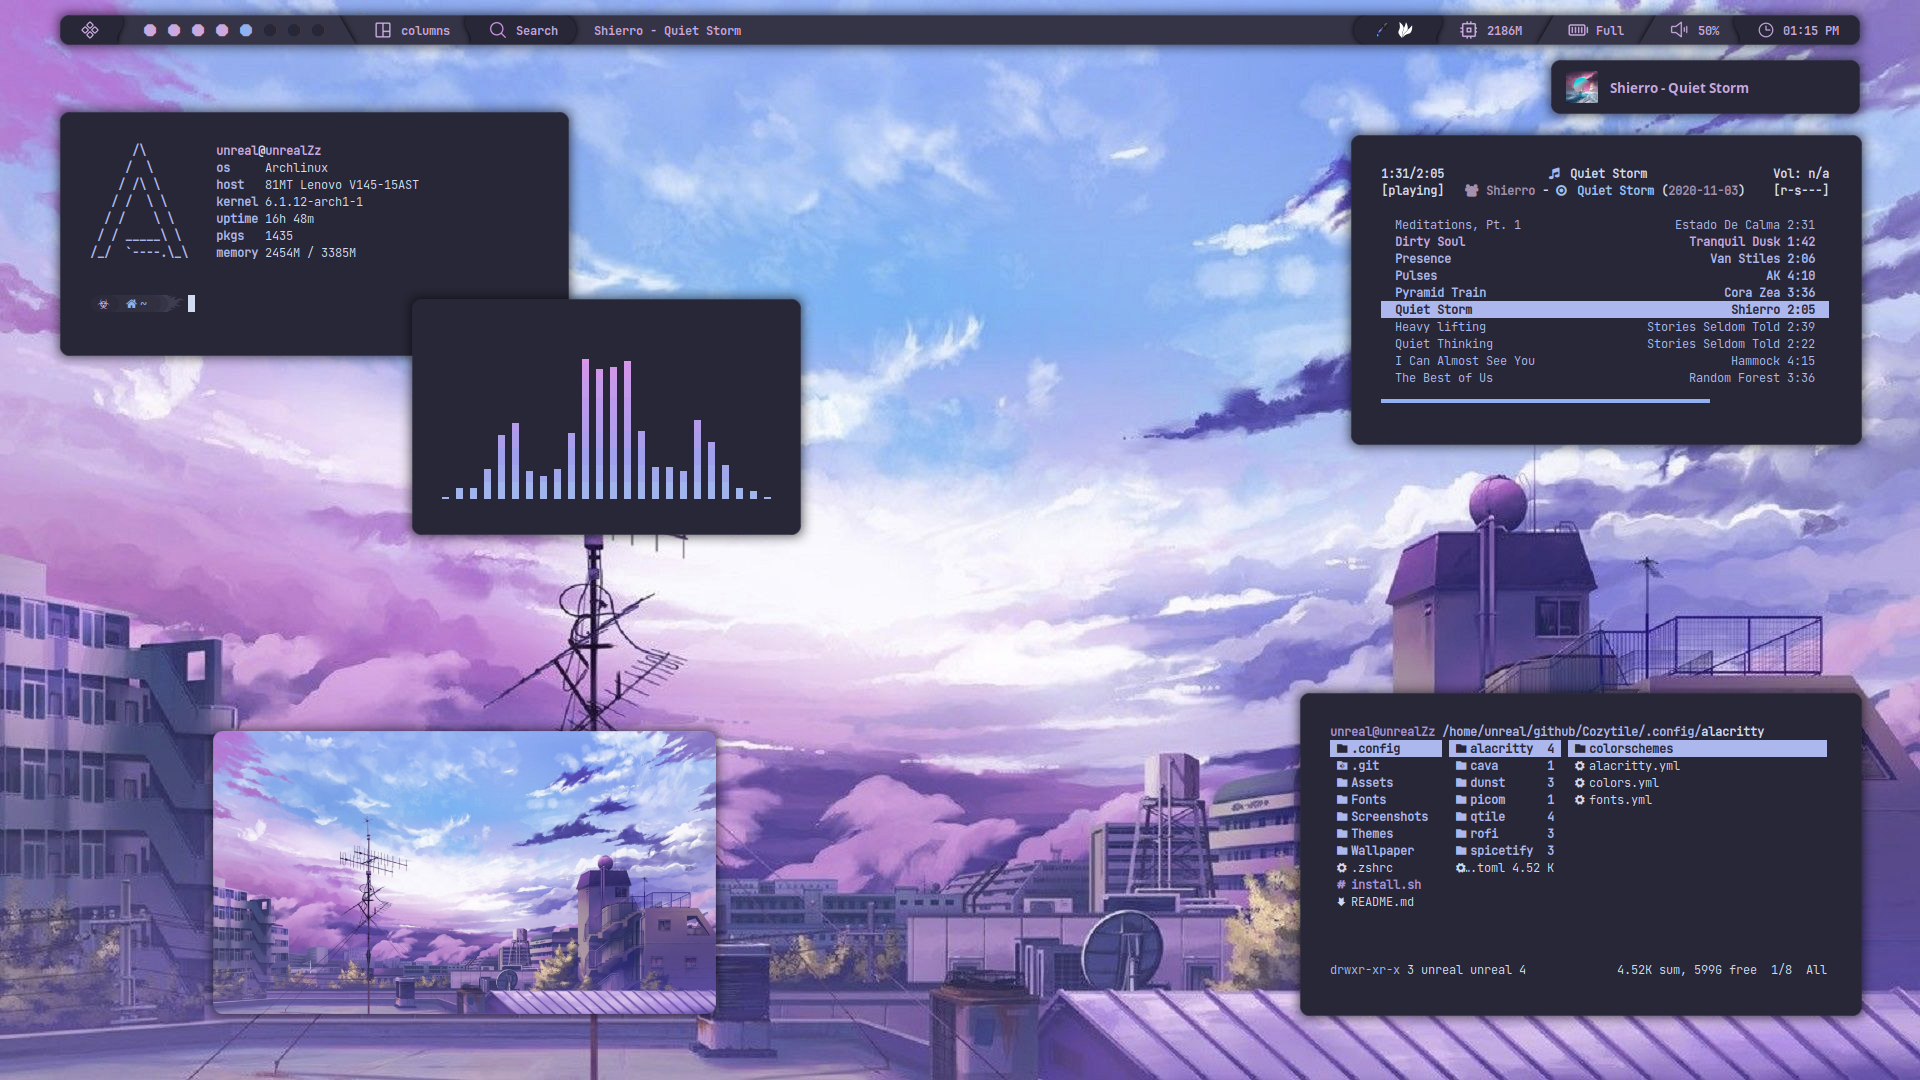 columns
Search
Shierro - Quiet Storm
2186M
Full
50%
01:15 PM
Shierro - Quiet Storm
unreal@unrealZz
os Archlinux
host 81MT Lenovo V145-15AST
kernel 6.1.12-arch1-1
uptime 16h 48m
pkgs 1435
memory 2454M / 3385M
~
1:31/2:05 Quiet Storm Vol: n/a
[playing] Shierro - Quiet Storm (2020-11-03) [r-s---]
Meditations, Pt. 1 Estado De Calma 2:31
Dirty Soul Tranquil Dusk 1:42
Presence Van Stiles 2:06
Pulses AK 4:10
Pyramid Train Cora Zea 3:36
Quiet Storm Shierro 2:05
Heavy lifting Stories Seldom Told 2:39
Quiet Thinking Stories Seldom Told 2:22
I Can Almost See You Hammock 4:15
The Best of Us Random Forest 3:36
unreal@unrealZz /home/unreal/github/Cozytile/.config/alacritty
.config alacritty 4 colorschemes
.git cava 1 alacritty.yml
Assets dunst 3 colors.yml
Fonts picom 1 fonts.yml
Screenshots qtile 4
Themes rofi 3
Wallpaper spicetify 3
.zshrc ….toml 4.52 K
# install.sh
README.md
drwxr-xr-x 3 unreal unreal 4 4.52K sum, 599G free 1/8 All